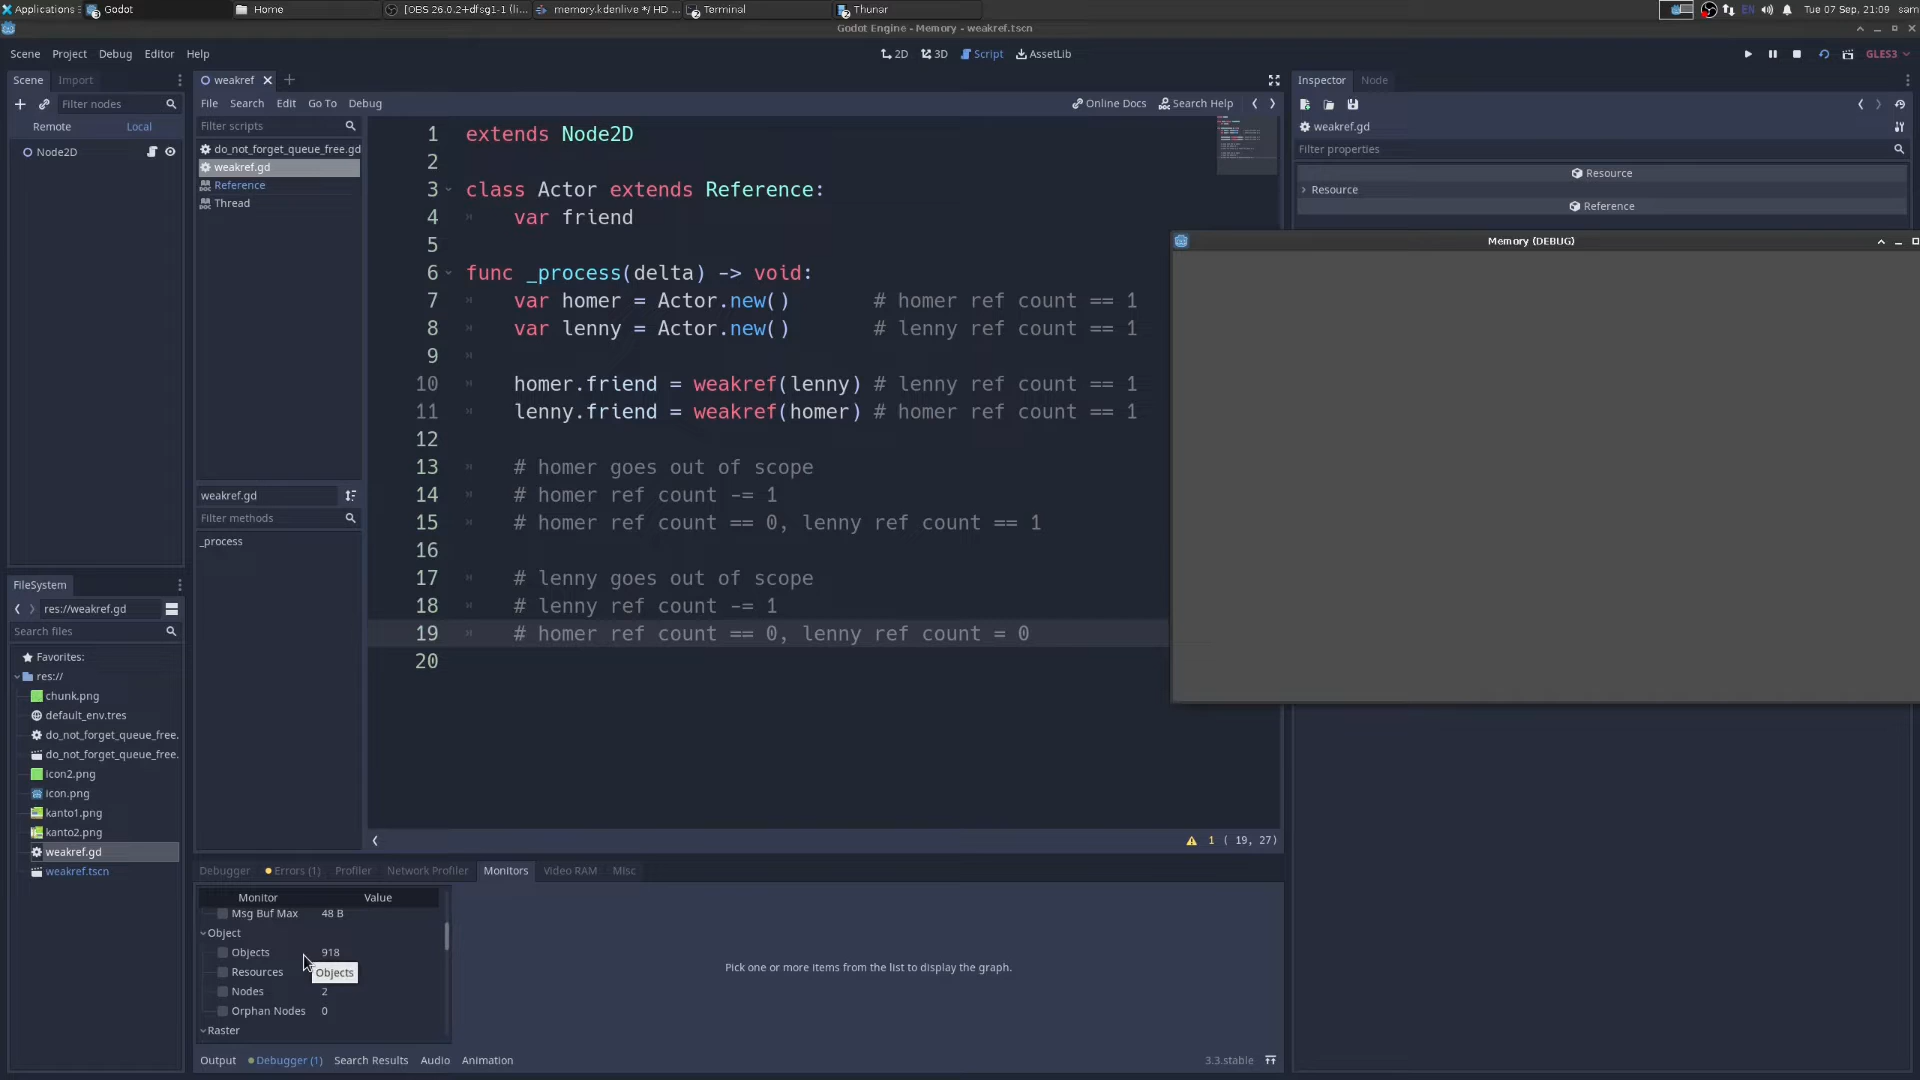 Applications
Godot
Home
[OBS 26.0.2+dfsg1-1 (li...
memory.kdenlive */ HD ...
Terminal
Thunar
EN
Tue 07 Sep, 21:09 sam
Godot Engine - Memory - weakref.tscn
Scene Project Debug Editor Help
2D 3D Script AssetLib
GLES3
Scene Import
Filter nodes
Remote Local
Node2D
weakref
File Search Edit Go To Debug
Online Docs Search Help
Filter scripts
do_not_forget_queue_free.gd
weakref.gd
Reference
Thread
weakref.gd
Filter methods
_process
1 extends Node2D
2
3 class Actor extends Reference:
4 var friend
5
6 func _process(delta) -> void:
7 var homer = Actor.new() # homer ref count == 1
8 var lenny = Actor.new() # lenny ref count == 1
9
10 homer.friend = weakref(lenny) # lenny ref count == 1
11 lenny.friend = weakref(homer) # homer ref count == 1
12
13 # homer goes out of scope
14 # homer ref count -= 1
15 # homer ref count == 0, lenny ref count == 1
16
17 # lenny goes out of scope
18 # lenny ref count -= 1
19 # homer ref count == 0, lenny ref count = 0
20
1 ( 19, 27)
Inspector Node
weakref.gd
Filter properties
Resource
Resource
Reference
Memory (DEBUG)
FileSystem
res://weakref.gd
Search files
Favorites:
res://
chunk.png
default_env.tres
do_not_forget_queue_free.
do_not_forget_queue_free.
icon2.png
icon.png
kanto1.png
kanto2.png
weakref.gd
weakref.tscn
Debugger Errors (1) Profiler Network Profiler Monitors Video RAM Misc
Monitor Value
Msg Buf Max 48 B
Object
Objects 918
Resources
Objects
Nodes 2
Orphan Nodes 0
Raster
Pick one or more items from the list to display the graph.
Output Debugger (1) Search Results Audio Animation
3.3.stable